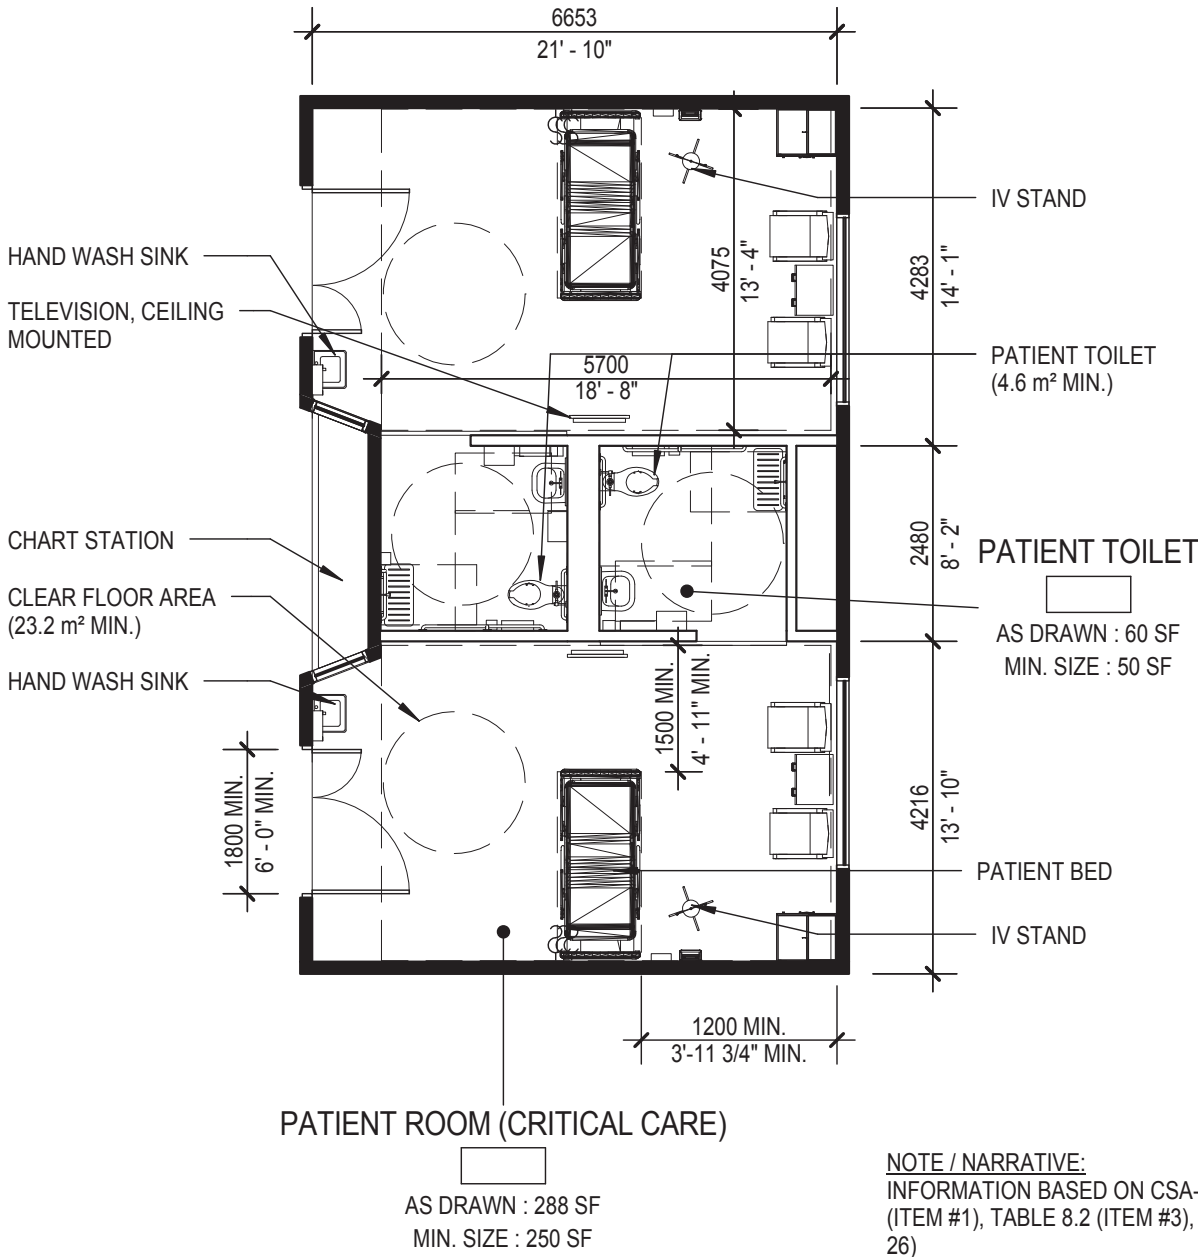 6653
21' - 10"
IV STAND
HAND WASH SINK
4075
13' - 4"
4283
14' - 1"
TELEVISION, CEILING
MOUNTED
5700
18' - 8"
PATIENT TOILET
(4.6 m² MIN.)
CHART STATION
2480
8' - 2"
PATIENT TOILET
CLEAR FLOOR AREA
(23.2 m² MIN.)
AS DRAWN : 60 SF
MIN. SIZE : 50 SF
HAND WASH SINK
1500 MIN.
4' - 11" MIN.
1800 MIN.
6' - 0" MIN.
4216
13' - 10"
PATIENT BED
IV STAND
1200 MIN.
3'-11 3/4" MIN.
PATIENT ROOM (CRITICAL CARE)
AS DRAWN : 288 SF
MIN. SIZE : 250 SF
NOTE / NARRATIVE:
INFORMATION BASED ON CSA-
(ITEM #1), TABLE 8.2 (ITEM #3),
26)